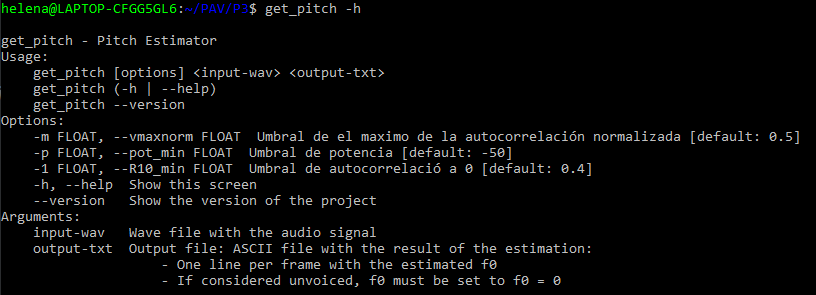 helena@LAPTOP-CFGG5GL6:~/PAV/P3$ get_pitch -h
get_pitch - Pitch Estimator
Usage:
get_pitch [options] <input-wav> <output-txt>
get_pitch (-h | --help)
get_pitch --version
Options:
-m FLOAT, --vmaxnorm FLOAT Umbral de el maximo de la autocorrelación normalizada [default: 0.5]
-p FLOAT, --pot_min FLOAT Umbral de potencia [default: -50]
-1 FLOAT, --R10_min FLOAT Umbral de autocorrelació a 0 [default: 0.4]
-h, --help Show this screen
--version Show the version of the project
Arguments:
input-wav Wave file with the audio signal
output-txt Output file: ASCII file with the result of the estimation:
- One line per frame with the estimated f0
- If considered unvoiced, f0 must be set to f0 = 0